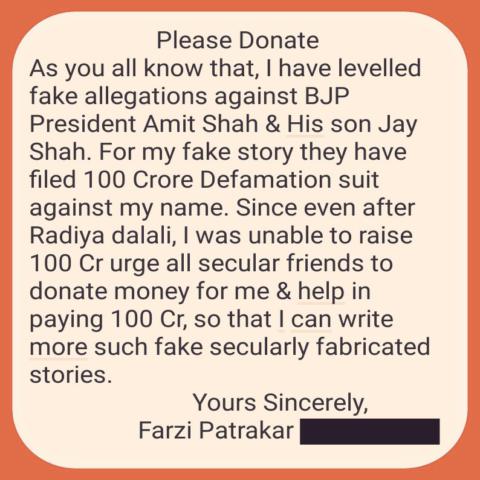 Please Donate
As you all know that, I have levelled
fake allegations against BJP
President Amit Shah & His son Jay
Shah. For my fake story they have
filed 100 Crore Defamation suit
against my name. Since even after
Radiya dalali, I was unable to raise
100 Cr urge all secular friends to
donate money for me & help in
paying 100 Cr, so that I can write
more such fake secularly fabricated
stories.
Yours Sincerely,
Farzi Patrakar